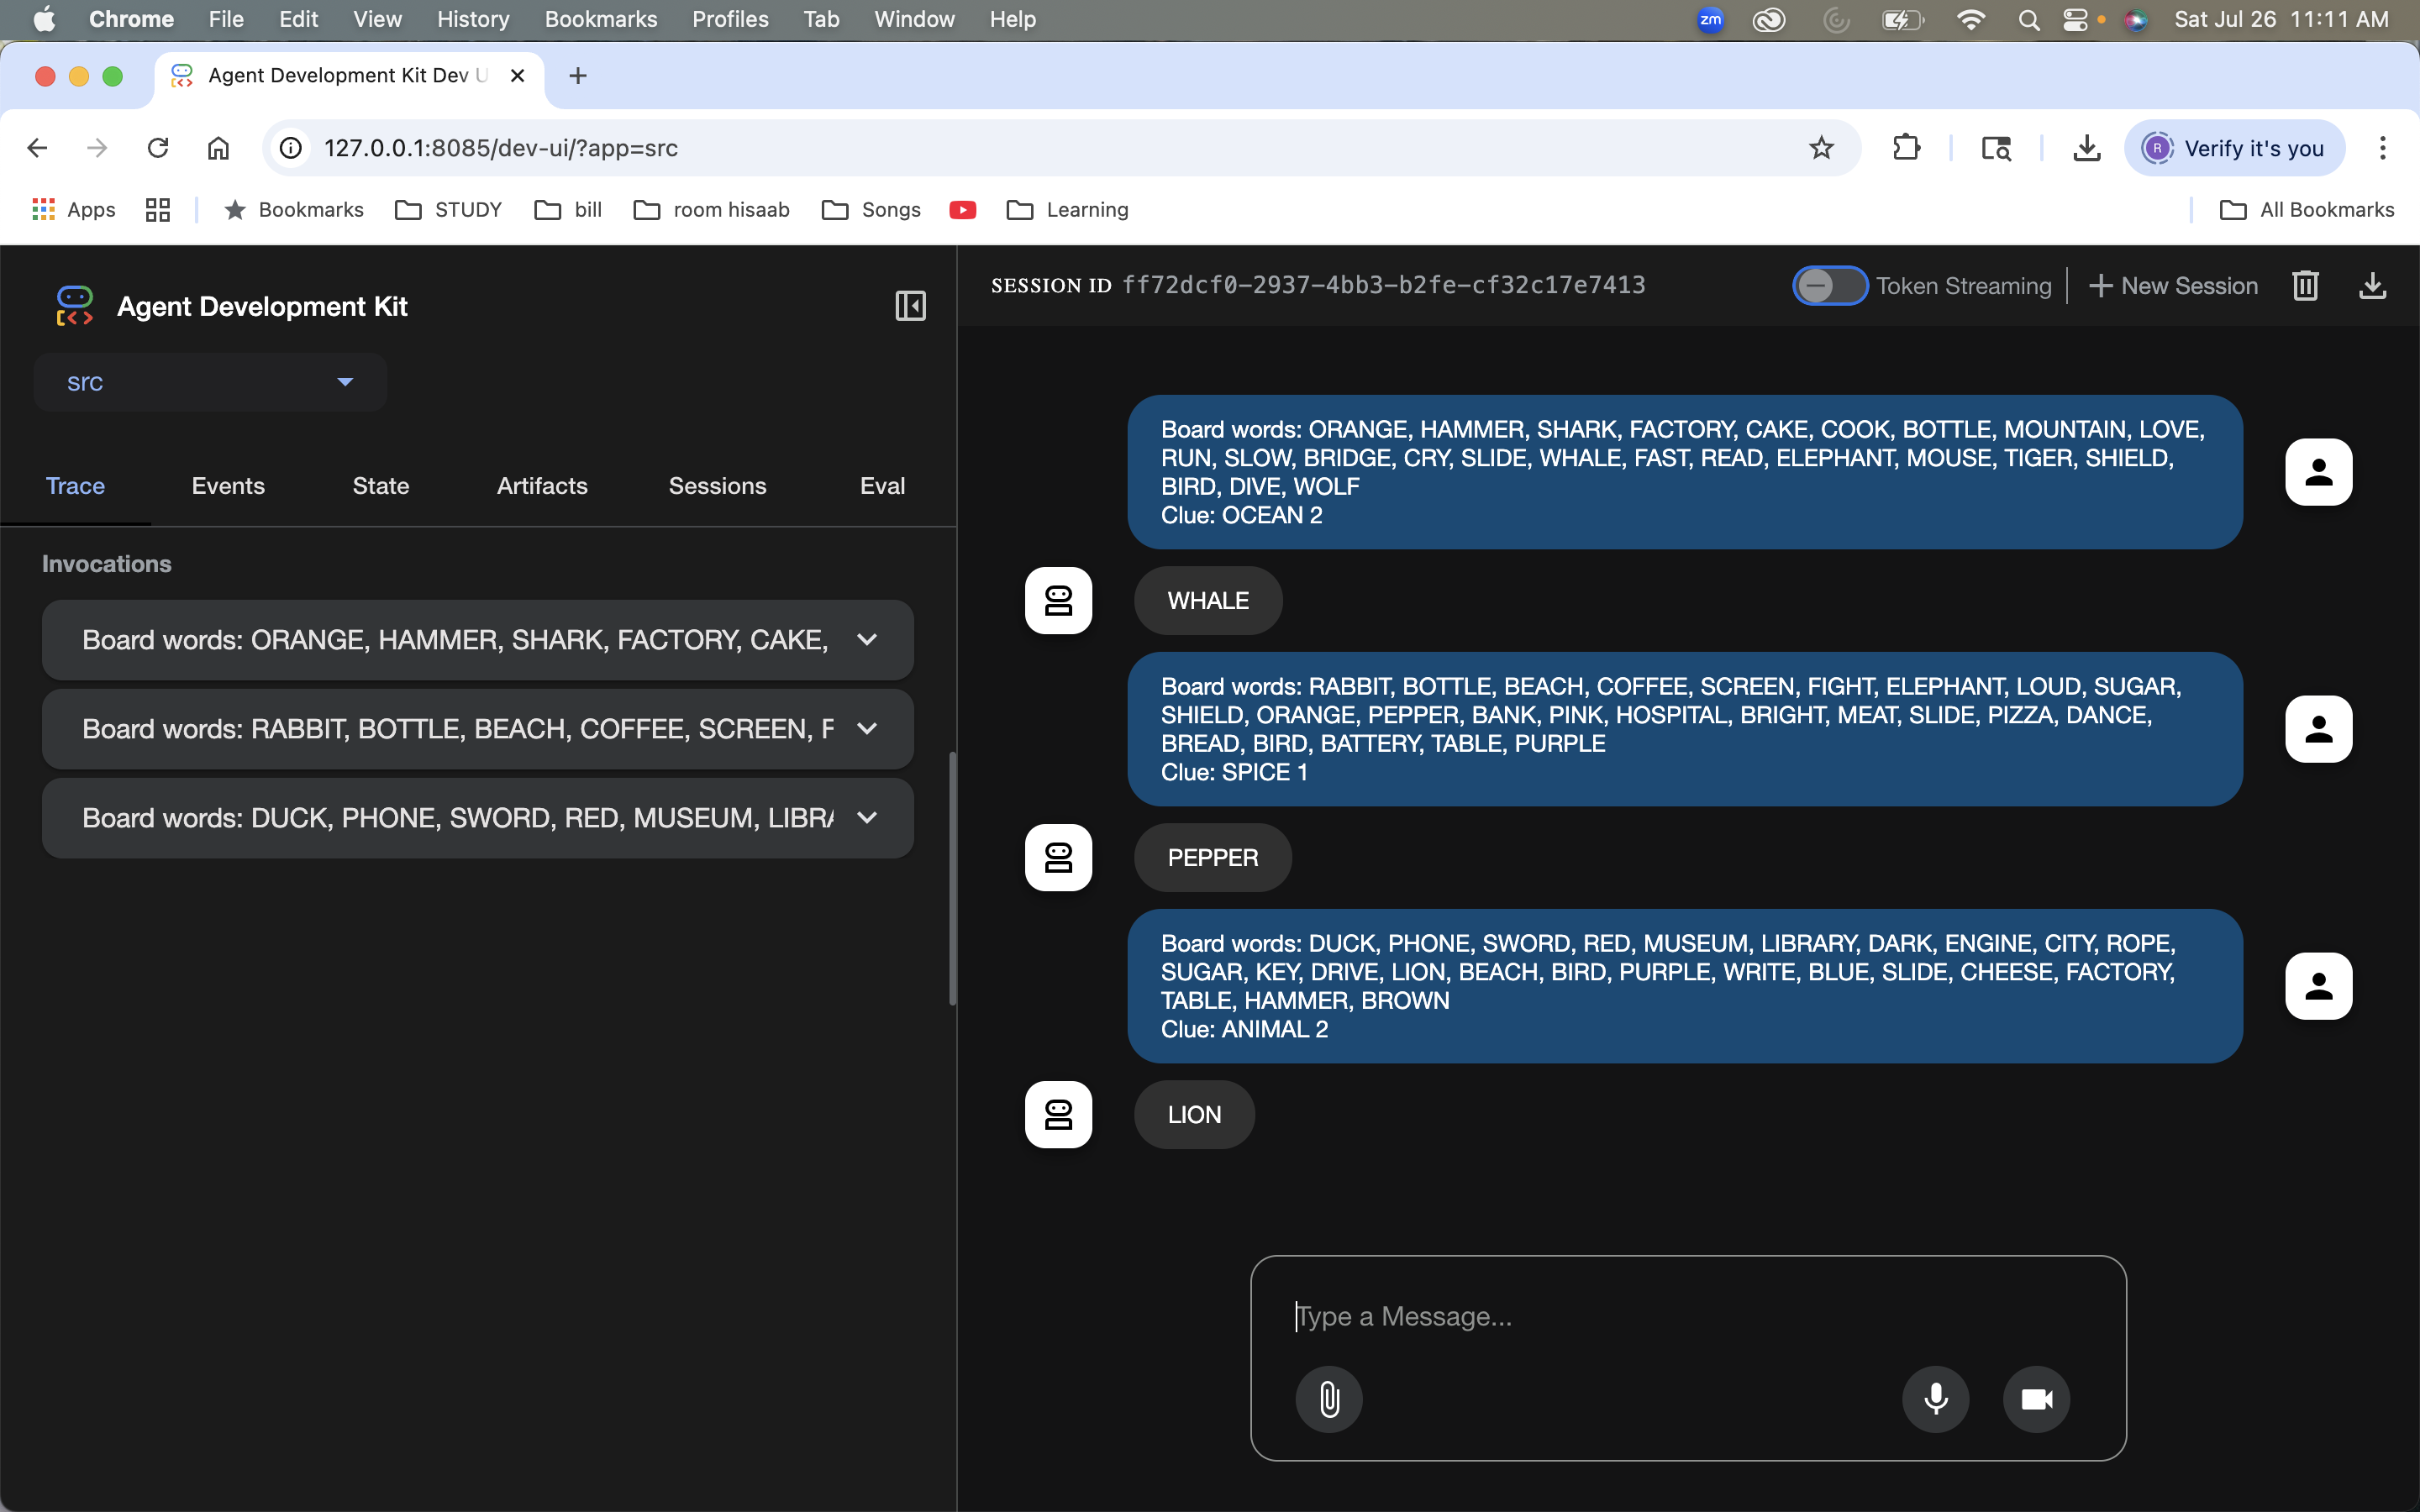 Chrome File Edit View History Bookmarks Profiles Tab Window Help zm Sat Jul 26 11:11 AM
Agent Development Kit Dev U
127.0.0.1:8085/dev-ui/?app=src R Verify it's you
Apps Bookmarks STUDY bill room hisaab Songs Learning All Bookmarks
Agent Development Kit
src
Trace Events State Artifacts Sessions Eval
Invocations
Board words: ORANGE, HAMMER, SHARK, FACTORY, CAKE,
Board words: RABBIT, BOTTLE, BEACH, COFFEE, SCREEN, F
Board words: DUCK, PHONE, SWORD, RED, MUSEUM, LIBRA
SESSION ID ff72dcf0-2937-4bb3-b2fe-cf32c17e7413 Token Streaming New Session
Board words: ORANGE, HAMMER, SHARK, FACTORY, CAKE, COOK, BOTTLE, MOUNTAIN, LOVE,
RUN, SLOW, BRIDGE, CRY, SLIDE, WHALE, FAST, READ, ELEPHANT, MOUSE, TIGER, SHIELD,
BIRD, DIVE, WOLF
Clue: OCEAN 2
WHALE
Board words: RABBIT, BOTTLE, BEACH, COFFEE, SCREEN, FIGHT, ELEPHANT, LOUD, SUGAR,
SHIELD, ORANGE, PEPPER, BANK, PINK, HOSPITAL, BRIGHT, MEAT, SLIDE, PIZZA, DANCE,
BREAD, BIRD, BATTERY, TABLE, PURPLE
Clue: SPICE 1
PEPPER
Board words: DUCK, PHONE, SWORD, RED, MUSEUM, LIBRARY, DARK, ENGINE, CITY, ROPE,
SUGAR, KEY, DRIVE, LION, BEACH, BIRD, PURPLE, WRITE, BLUE, SLIDE, CHEESE, FACTORY,
TABLE, HAMMER, BROWN
Clue: ANIMAL 2
LION
Type a Message...